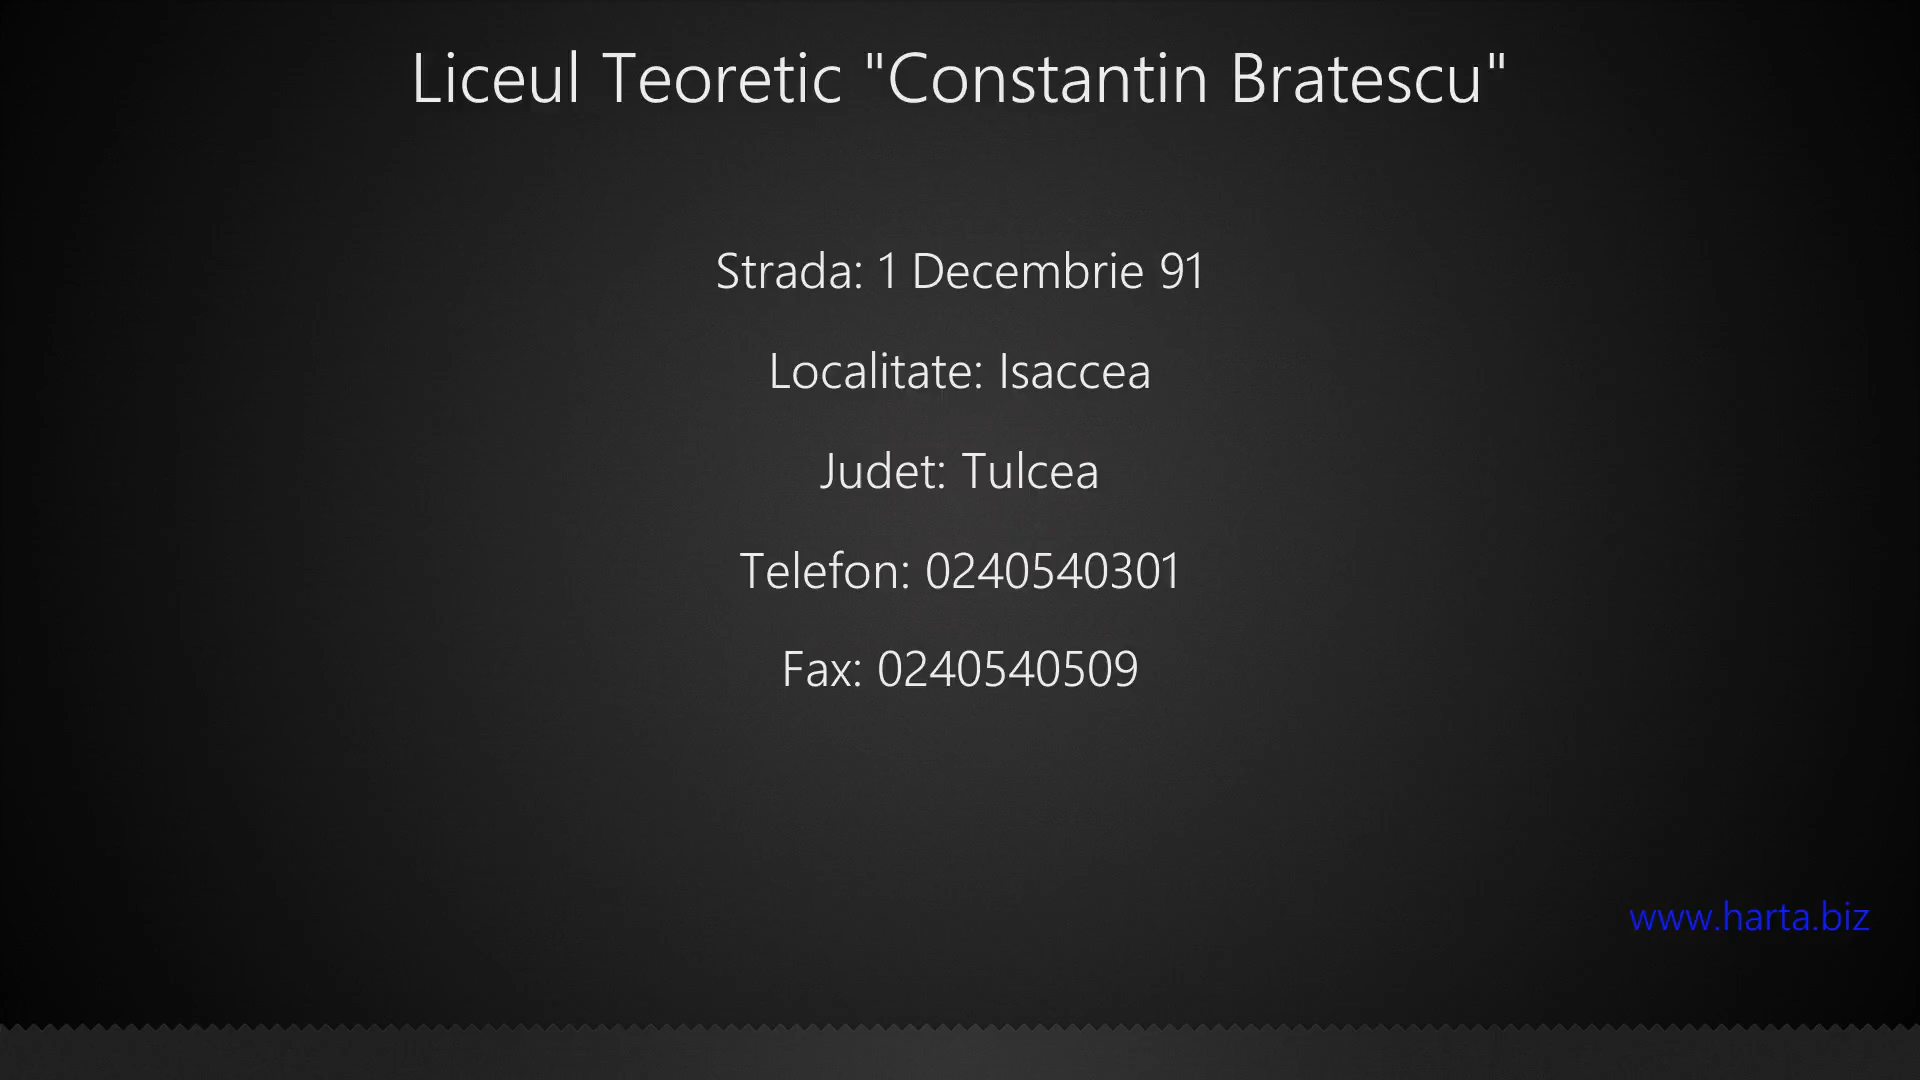 Liceul Teoretic "Constantin Bratescu"
Strada: 1 Decembrie 91
Localitate: Isaccea
Judet: Tulcea
Telefon: 0240540301
Fax: 0240540509
www.harta.biz